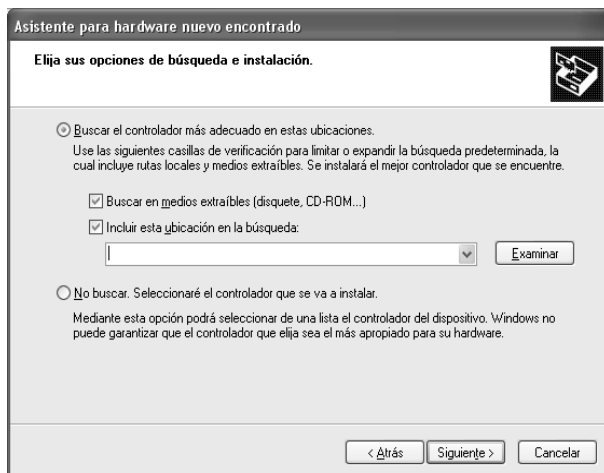 Asistente para hardware nuevo encontrado
Elija sus opciones de búsqueda e instalación.
Buscar el controlador más adecuado en estas ubicaciones.
Use las siguientes casillas de verificación para limitar o expandir la búsqueda predeterminada, la
cual incluye rutas locales y medios extraíbles. Se instalará el mejor controlador que se encuentre.
Buscar en medios extraíbles (disquete, CD-ROM...)
Incluir esta ubicación en la búsqueda:
Examinar
No buscar. Seleccionaré el controlador que se va a instalar.
Mediante esta opción podrá seleccionar de una lista el controlador del dispositivo. Windows no
puede garantizar que el controlador que elija sea el más apropiado para su hardware.
< Atrás Siguiente > Cancelar